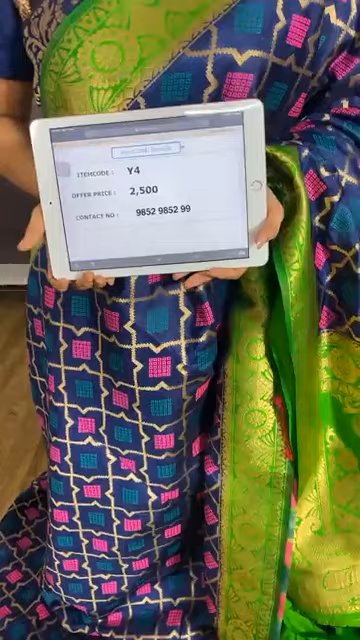 ITEMCODE : Y4
OFFER PRICE : 2,500
CONTACT NO : 9852 9852 99